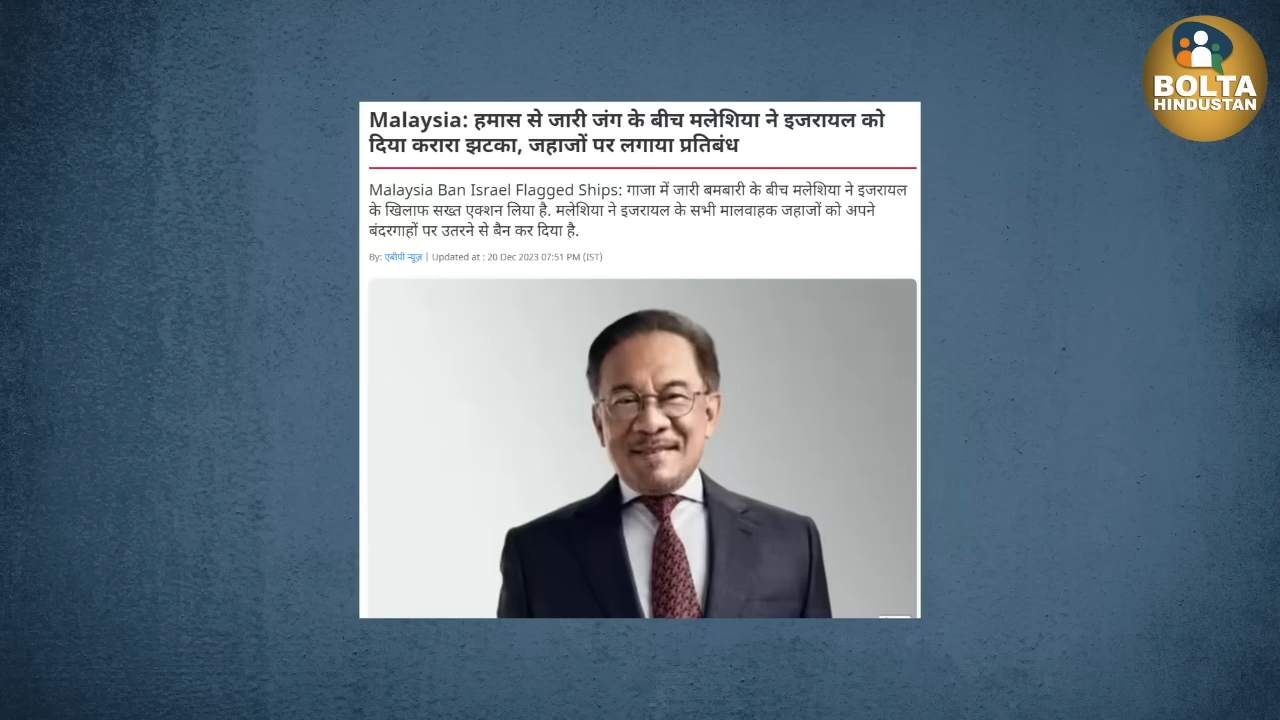 BOLTA
HINDUSTAN
Malaysia: हमास से जारी जंग के बीच मलेशिया ने इजरायल को
दिया करारा झटका, जहाजों पर लगाया प्रतिबंध
Malaysia Ban Israel Flagged Ships: गाजा में जारी बमबारी के बीच मलेशिया ने इजरायल
के खिलाफ सख्त एक्शन लिया है. मलेशिया ने इजरायल के सभी मालवाहक जहाजों को अपने
बंदरगाहों पर उतरने से बैन कर दिया है.
By: एबीपी न्यूज़ | Updated at : 20 Dec 2023 07:51 PM (IST)